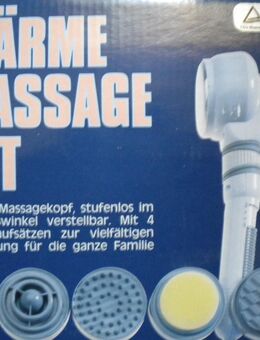 ÄRME
ASSAGE
T
Massagekopf, stufenlos im
winkel verstellbar. Mit 4
aufsätzen zur vielfältigen
ung für die ganze Familie